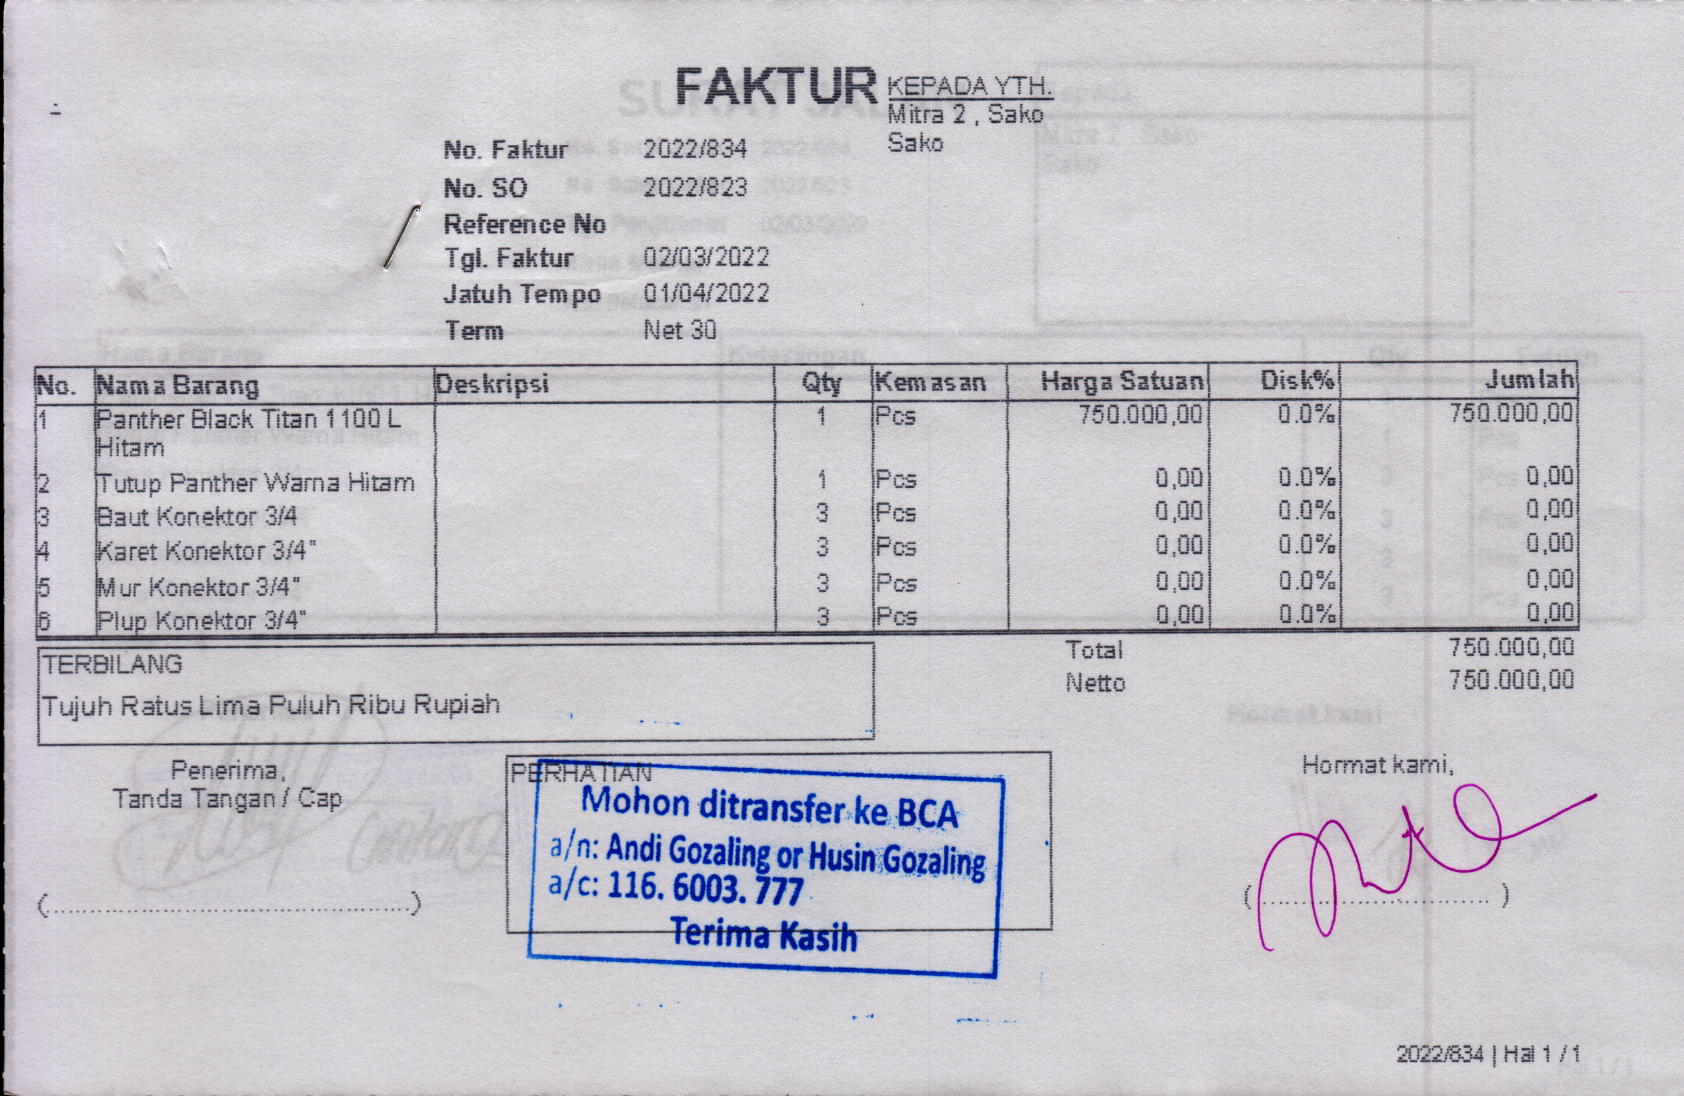 FAKTUR
KEPADA YTH.
Mitra 2 , Sako
Sako
No. Faktur 2022/834
No. SO 2022/823
Reference No
Tgl. Faktur 02/03/2022
Jatuh Tempo 01/04/2022
Term Net 30
No. Nama Barang Deskripsi Qty Kemasan Harga Satuan Disk% Jumlah
1 Panther Black Titan 1100 L 1 Pcs 750.000,00 0.0% 750.000,00
Hitam
2 Tutup Panther Warna Hitam 1 Pcs 0,00 0.0% 0,00
3 Baut Konektor 3/4 3 Pcs 0,00 0.0% 0,00
4 Karet Konektor 3/4" 3 Pcs 0,00 0.0% 0,00
5 Mur Konektor 3/4" 3 Pcs 0,00 0.0% 0,00
6 Plup Konektor 3/4" 3 Pcs 0,00 0.0% 0,00
Total 750.000,00
Netto 750.000,00
TERBILANG
Tujuh Ratus Lima Puluh Ribu Rupiah
Penerima,
Tanda Tangan / Cap
(....................)
PERHATIAN
Mohon ditransfer ke BCA
a/n: Andi Gozaling or Husin Gozaling
a/c: 116. 6003. 777
Terima Kasih
Hormat kami,
(....................)
2022/834 | Hal 1 / 1